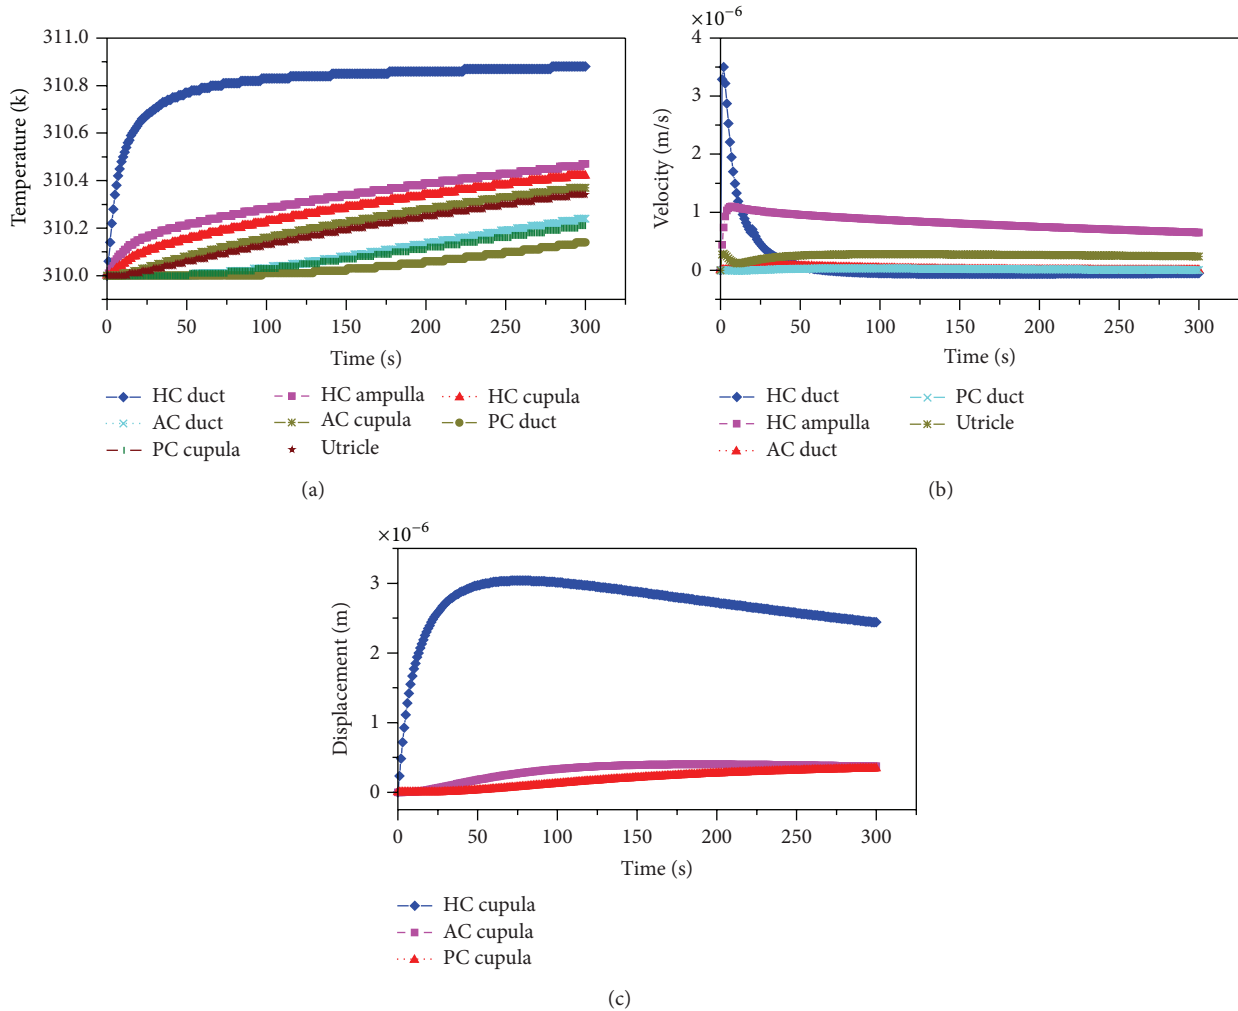 311.0
310.8
310.6
310.4
310.2
310.0
Temperature (k)
0 50 100 150 200 250 300
Time (s)
HC duct HC ampulla HC cupula
AC duct AC cupula PC duct
PC cupula Utricle
(a)
×10−6
4
3
2
1
0
Velocity (m/s)
0 50 100 150 200 250 300
Time (s)
HC duct PC duct
HC ampulla Utricle
AC duct
(b)
×10−6
3
2
1
0
Displacement (m)
0 50 100 150 200 250 300
Time (s)
HC cupula
AC cupula
PC cupula
(c)